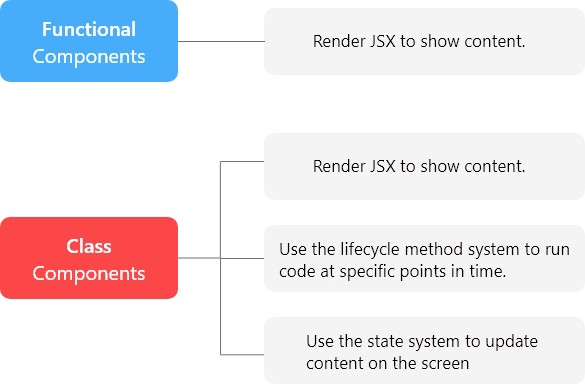 Functional
Components
Render JSX to show content.
Render JSX to show content.
Class
Components
Use the lifecycle method system to run
code at specific points in time.
Use the state system to update
content on the screen